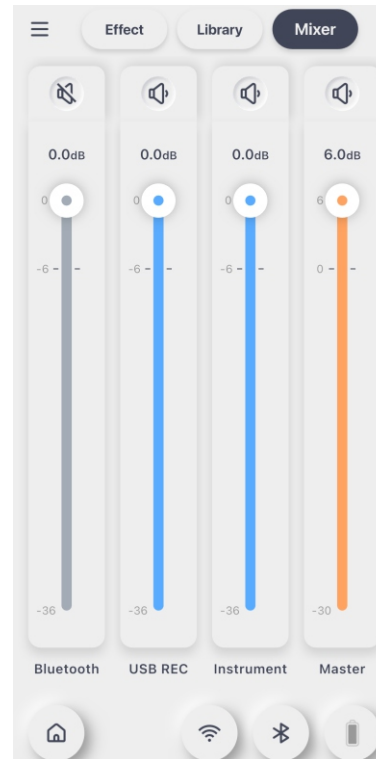 Effect Library Mixer
0.0dB 0.0dB 0.0dB 6.0dB
0 0 0 6
-6 -6 -6 0
-36 -36 -36 -30
Bluetooth USB REC Instrument Master